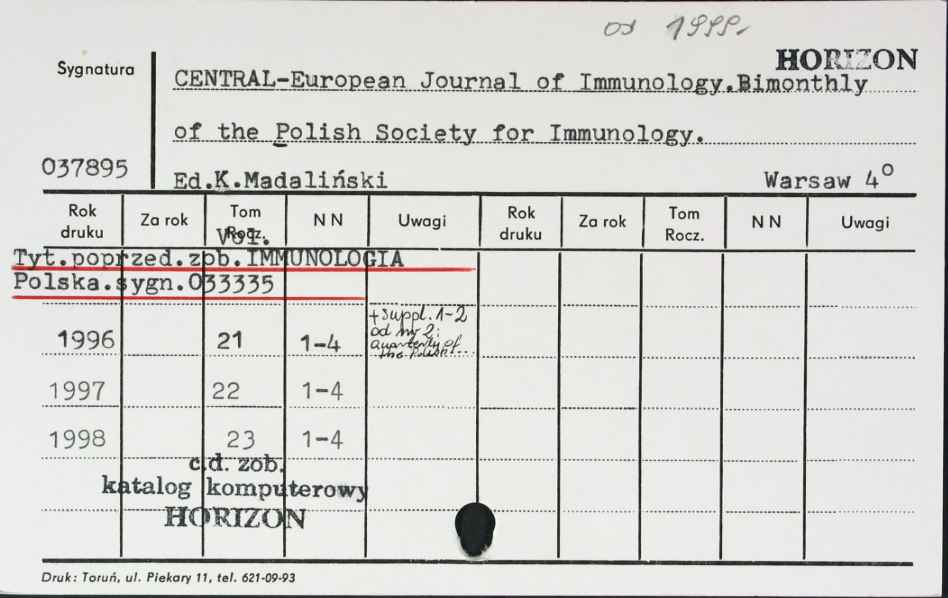 od 1999.
HORIZON
Sygnatura
CENTRAL-European Journal of Immunology.Bimonthly
of the Polish Society for Immunology.
037895
Ed.K.Madaliński Warsaw 4°
Rok druku Za rok Tom Rocz. N N Uwagi Rok druku Za rok Tom Rocz. N N Uwagi
Vol.
Tyt.poprzed.zob.IMMUNOLOGIA
Polska.sygn.033335
+Suppl. 1-2
od nr 2:
quarterly of
the Polish...
1996 21 1-4
1997 22 1-4
1998 23 1-4
c.d. zob.
katalog komputerowy
HORIZON
Druk: Toruń, ul. Piekary 11, tel. 621-09-93